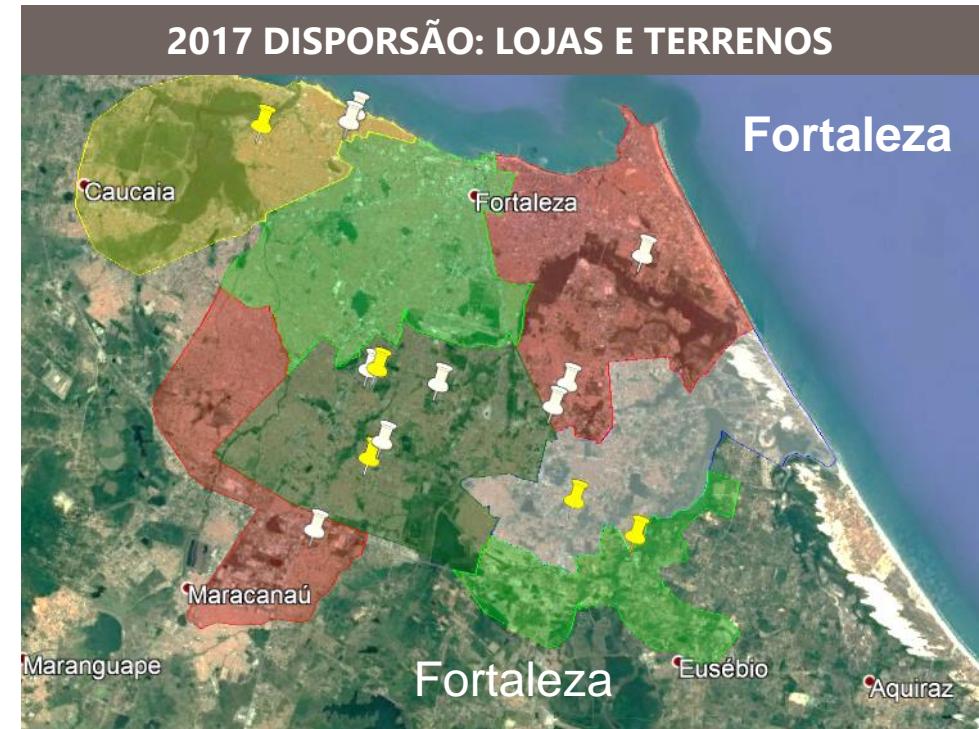 2017 DISPORSÃO: LOJAS E TERRENOS
Fortaleza
Caucaia
Fortaleza
Maracanaú
Maranguape
Fortaleza
Eusébio
Aquiraz